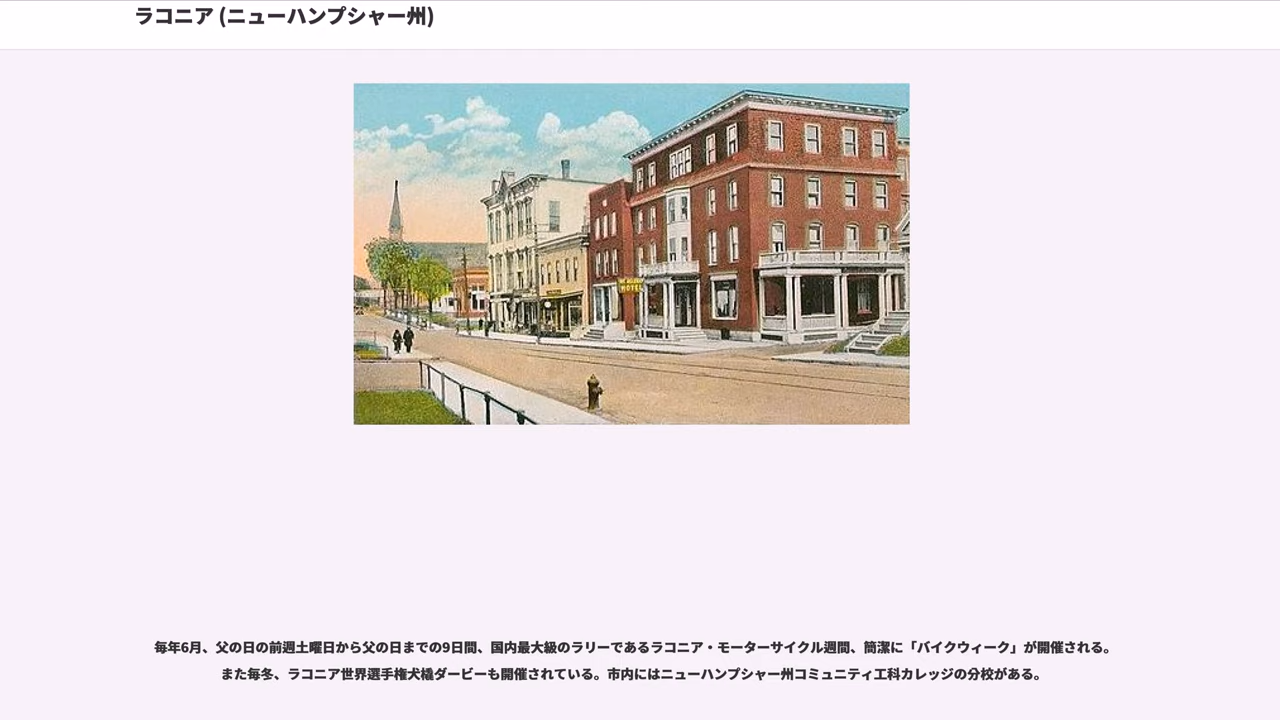 ラコニア (ニューハンプシャー州)
HOTEL
毎年6月、父の日の前週土曜日から父の日までの9日間、国内最大級のラリーであるラコニア・モーターサイクル週間、簡潔に「バイクウィーク」が開催される。
また毎冬、ラコニア世界選手権犬橇ダービーも開催されている。市内にはニューハンプシャー州コミュニティ工科カレッジの分校がある。